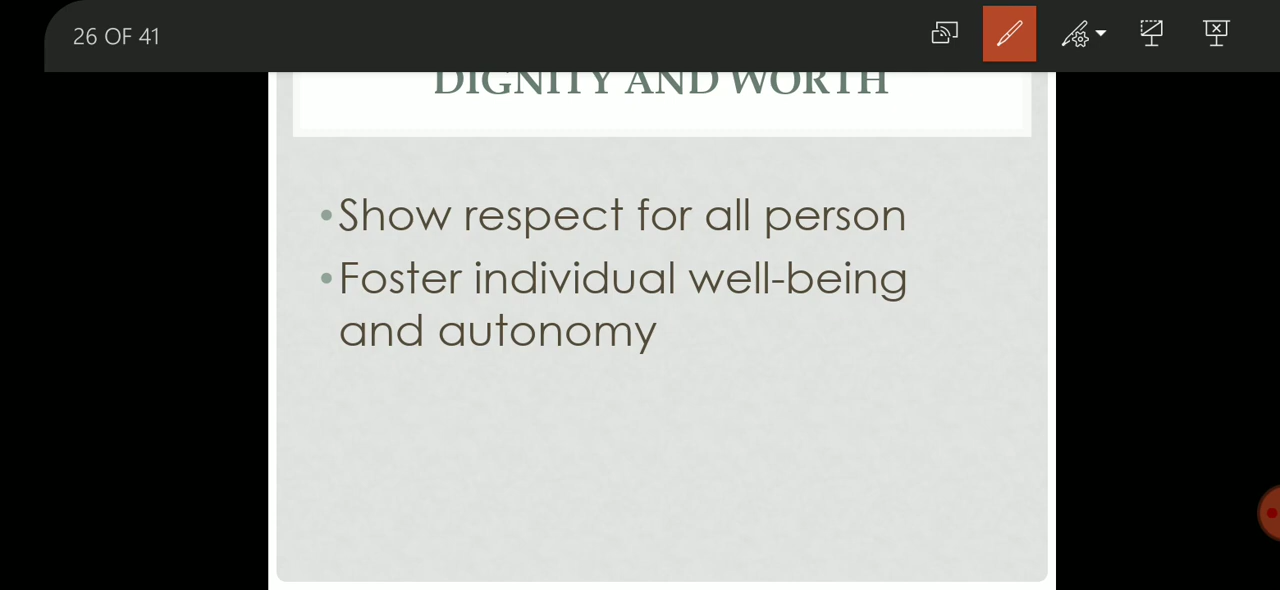 26 OF 41
DIGNITY AND WORTH
• Show respect for all person
• Foster individual well-being
and autonomy